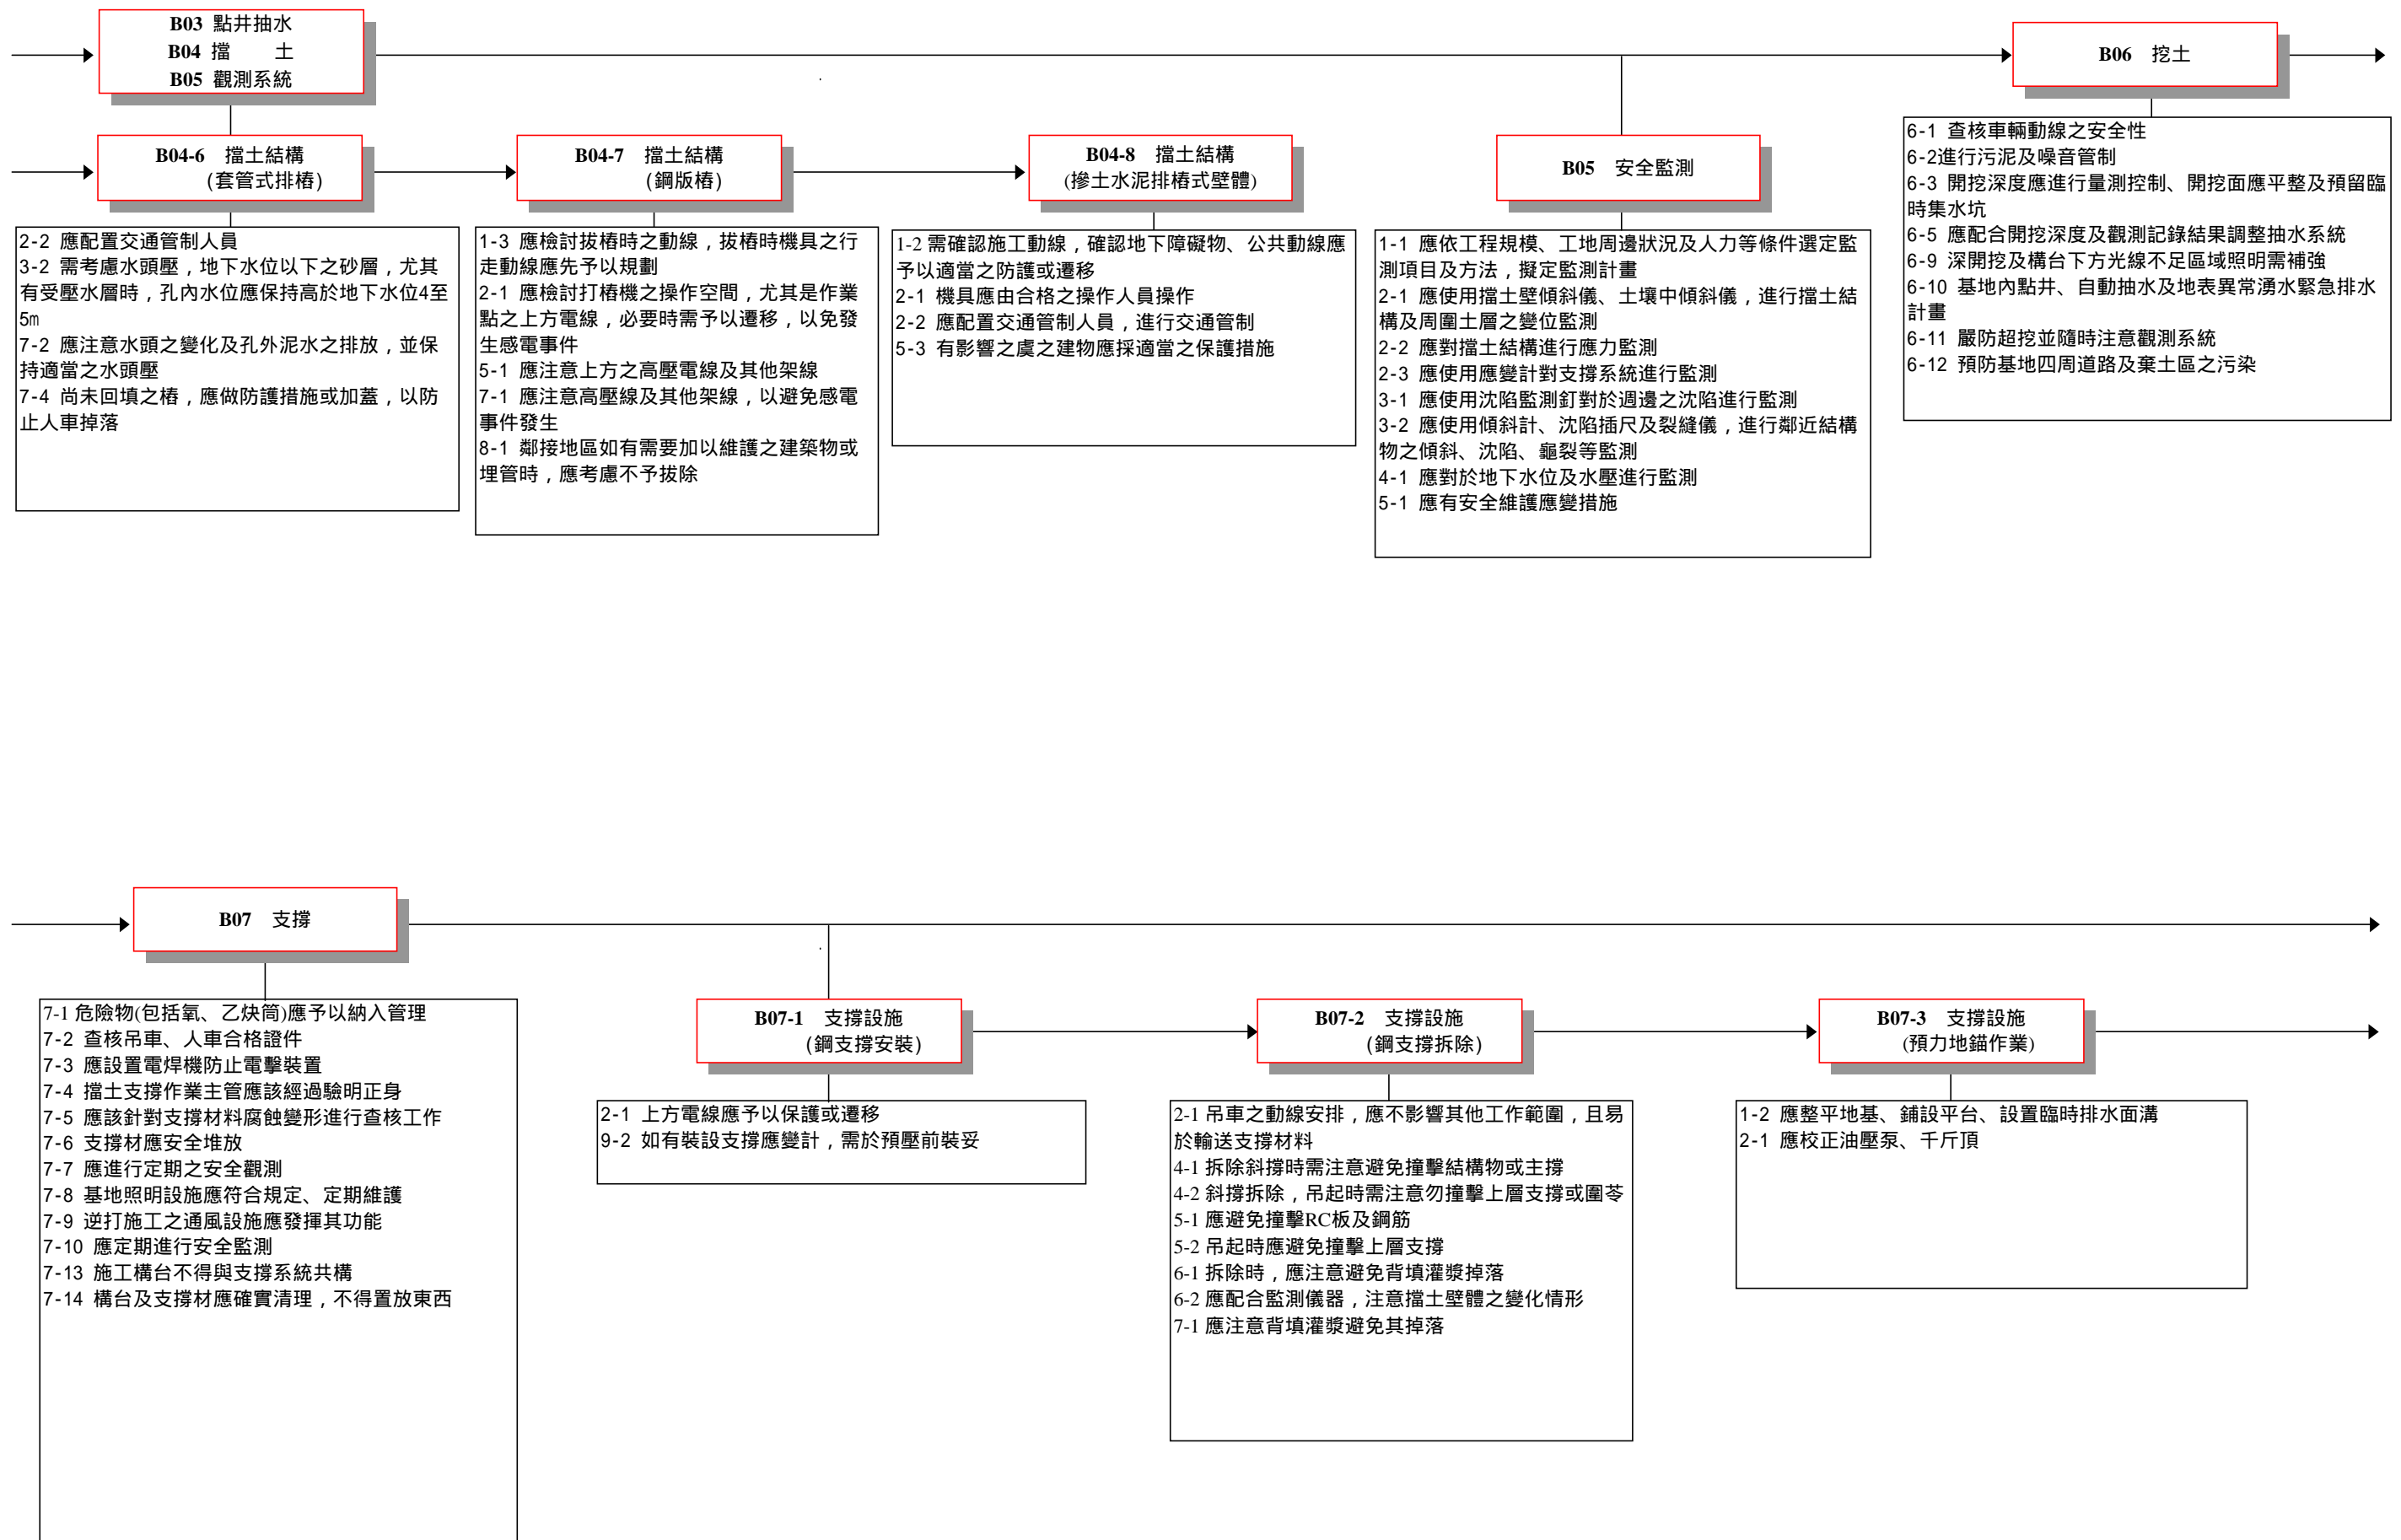 B03 點井抽水
B04 擋　　土
B05 觀測系統
B06　挖土
B04-6　擋土結構
(套管式排樁)
B04-7　擋土結構
(鋼版樁)
B04-8　擋土結構
(摻土水泥排樁式壁體)
B05　安全監測
2-2 應配置交通管制人員
3-2 需考慮水頭壓，地下水位以下之砂層，尤其
有受壓水層時，孔內水位應保持高於地下水位4至
5m
7-2 應注意水頭之變化及孔外泥水之排放，並保
持適當之水頭壓
7-4 尚未回填之樁，應做防護措施或加蓋，以防
止人車掉落
1-3 應檢討拔樁時之動線，拔樁時機具之行
走動線應先予以規劃
2-1 應檢討打樁機之操作空間，尤其是作業
點之上方電線，必要時需予以遷移，以免發
生感電事件
5-1 應注意上方之高壓電線及其他架線
7-1 應注意高壓線及其他架線，以避免感電
事件發生
8-1 鄰接地區如有需要加以維護之建築物或
埋管時，應考慮不予拔除
1-2 需確認施工動線，確認地下障礙物、公共動線應
予以適當之防護或遷移
2-1 機具應由合格之操作人員操作
2-2 應配置交通管制人員，進行交通管制
5-3 有影響之虞之建物應採適當之保護措施
1-1 應依工程規模、工地周邊狀況及人力等條件選定監
測項目及方法，擬定監測計畫
2-1 應使用擋土壁傾斜儀、土壤中傾斜儀，進行擋土結
構及周圍土層之變位監測
2-2 應對擋土結構進行應力監測
2-3 應使用應變計對支撐系統進行監測
3-1 應使用沈陷監測釘對於週邊之沈陷進行監測
3-2 應使用傾斜計、沈陷插尺及裂縫儀，進行鄰近結構
物之傾斜、沈陷、龜裂等監測
4-1 應對於地下水位及水壓進行監測
5-1 應有安全維護應變措施
6-1 查核車輛動線之安全性
6-2進行污泥及噪音管制
6-3 開挖深度應進行量測控制、開挖面應平整及預留臨
時集水坑
6-5 應配合開挖深度及觀測記錄結果調整抽水系統
6-9 深開挖及構台下方光線不足區域照明需補強
6-10 基地內點井、自動抽水及地表異常湧水緊急排水
計畫
6-11 嚴防超挖並隨時注意觀測系統
6-12 預防基地四周道路及棄土區之污染
B07　支撐
7-1 危險物(包括氧、乙炔筒)應予以納入管理
7-2 查核吊車、人車合格證件
7-3 應設置電焊機防止電擊裝置
7-4 擋土支撐作業主管應該經過驗明正身
7-5 應該針對支撐材料腐蝕變形進行查核工作
7-6 支撐材應安全堆放
7-7 應進行定期之安全觀測
7-8 基地照明設施應符合規定、定期維護
7-9 逆打施工之通風設施應發揮其功能
7-10 應定期進行安全監測
7-13 施工構台不得與支撐系統共構
7-14 構台及支撐材應確實清理，不得置放東西
B07-1　支撐設施
(鋼支撐安裝)
B07-2　支撐設施
(鋼支撐拆除)
B07-3　支撐設施
(預力地錨作業)
2-1 上方電線應予以保護或遷移
9-2 如有裝設支撐應變計，需於預壓前裝妥
2-1 吊車之動線安排，應不影響其他工作範圍，且易
於輸送支撐材料
4-1 拆除斜撐時需注意避免撞擊結構物或主撐
4-2 斜撐拆除，吊起時需注意勿撞擊上層支撐或圍苓
5-1 應避免撞擊RC板及鋼筋
5-2 吊起時應避免撞擊上層支撐
6-1 拆除時，應注意避免背填灌漿掉落
6-2 應配合監測儀器，注意擋土壁體之變化情形
7-1 應注意背填灌漿避免其掉落
1-2 應整平地基、鋪設平台、設置臨時排水面溝
2-1 應校正油壓泵、千斤頂